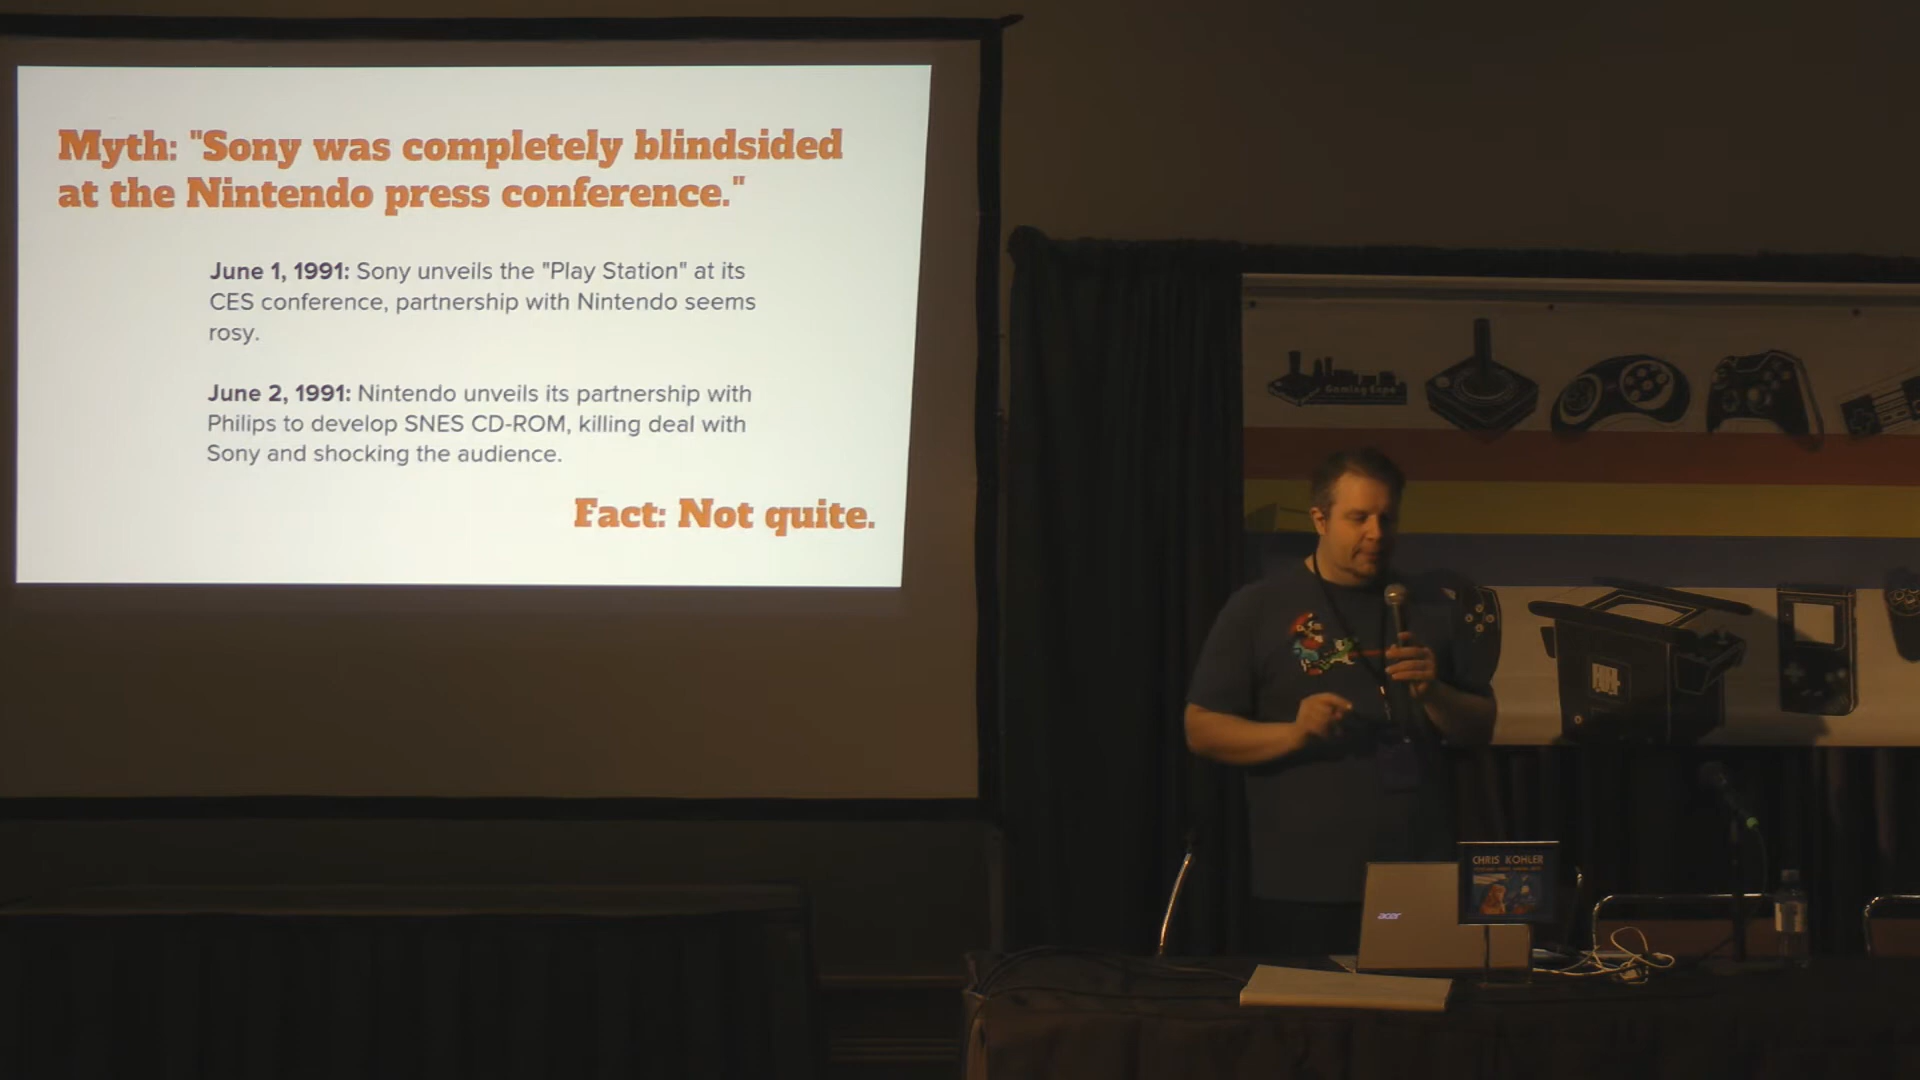 Myth: "Sony was completely blindsided
at the Nintendo press conference."
June 1, 1991: Sony unveils the "Play Station" at its
CES conference, partnership with Nintendo seems
rosy.
June 2, 1991: Nintendo unveils its partnership with
Philips to develop SNES CD-ROM, killing deal with
Sony and shocking the audience.
Fact: Not quite.
Gaming Expo
CHRIS KOHLER
acer